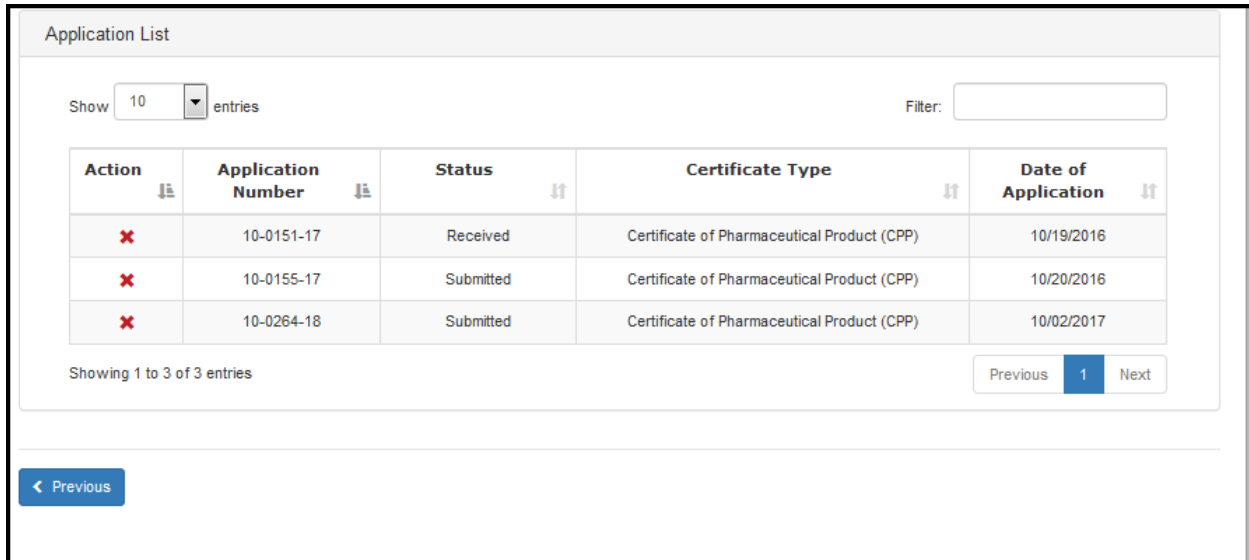 Application List
Show 10 entries Filter:
Action Application Number Status Certificate Type Date of Application
10-0151-17 Received Certificate of Pharmaceutical Product (CPP) 10/19/2016
10-0155-17 Submitted Certificate of Pharmaceutical Product (CPP) 10/20/2016
10-0264-18 Submitted Certificate of Pharmaceutical Product (CPP) 10/02/2017
Showing 1 to 3 of 3 entries Previous 1 Next
Previous